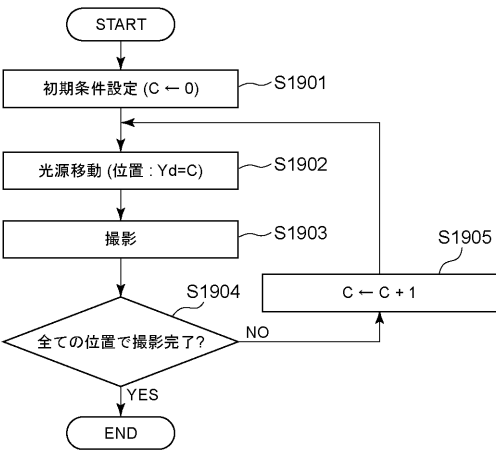 START
初期条件設定 (C ← 0)
S1901
光源移動 (位置 : Yd=C)
S1902
撮影
S1903
S1905
C ← C + 1
S1904
全ての位置で撮影完了?
NO
YES
END